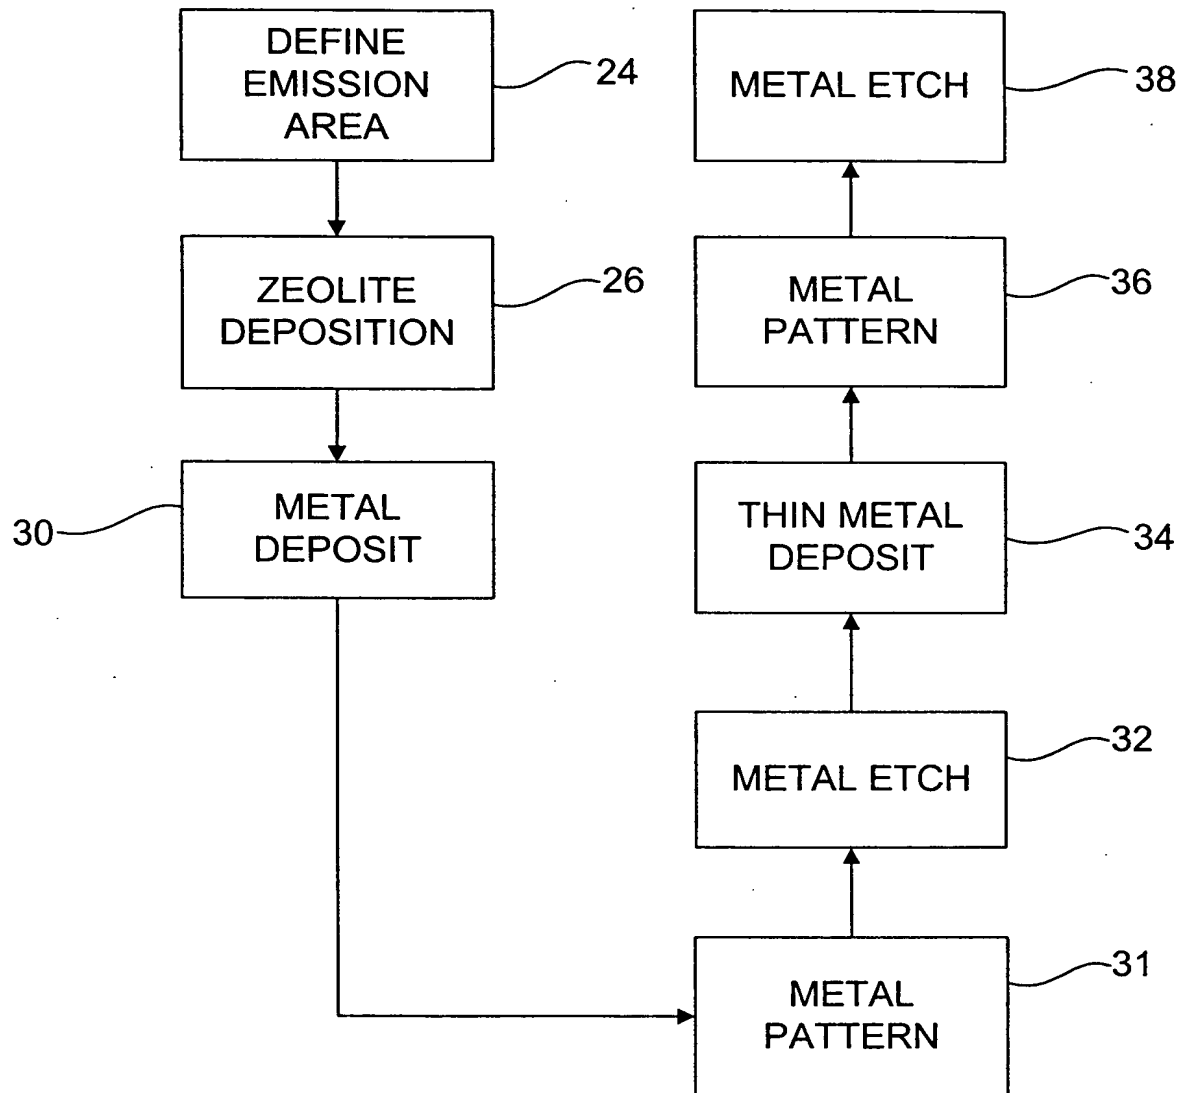 DEFINE
EMISSION
AREA
24
ZEOLITE
DEPOSITION
26
METAL
DEPOSIT
30
METAL
PATTERN
31
METAL ETCH
32
THIN METAL
DEPOSIT
34
METAL
PATTERN
36
METAL ETCH
38